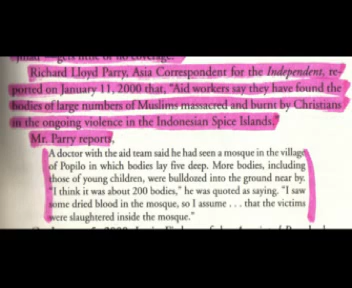 gets little or no coverage.
Richard Lloyd Parry, Asia Correspondent for the Independent, re-
ported on January 11, 2000 that, "Aid workers say they have found the
bodies of large numbers of Muslims massacred and burnt by Christians
in the ongoing violence in the Indonesian Spice Islands."
Mr. Parry reports,
A doctor with the aid team said he had seen a mosque in the village
of Popilo in which bodies lay five deep. More bodies, including
those of young children, were bulldozed into the ground near by.
"I think it was about 200 bodies," he was quoted as saying. "I saw
some dried blood in the mosque, so I assume . . . that the victims
were slaughtered inside the mosque."